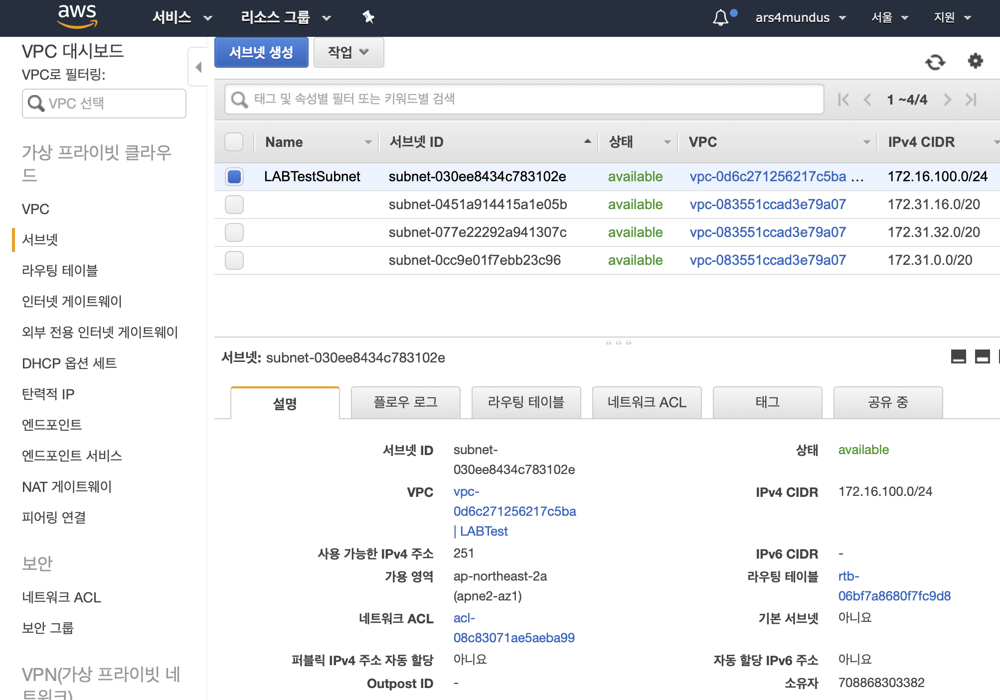 aws 서비스 리소스 그룹 ars4mundus 서울 지원
VPC 대시보드
VPC로 필터링:
VPC 선택
가상 프라이빗 클라우
드
VPC
서브넷
라우팅 테이블
인터넷 게이트웨이
외부 전용 인터넷 게이트웨이
DHCP 옵션 세트
탄력적 IP
엔드포인트
엔드포인트 서비스
NAT 게이트웨이
피어링 연결
보안
네트워크 ACL
보안 그룹
VPN(가상 프라이빗 네
트워크)
서브넷 생성 작업
태그 및 속성별 필터 또는 키워드별 검색 1 ~4/4
Name 서브넷 ID 상태 VPC IPv4 CIDR
LABTestSubnet subnet-030ee8434c783102e available vpc-0d6c271256217c5ba ... 172.16.100.0/24
subnet-0451a914415a1e05b available vpc-083551ccad3e79a07 172.31.16.0/20
subnet-077e22292a941307c available vpc-083551ccad3e79a07 172.31.32.0/20
subnet-0cc9e01f7ebb23c96 available vpc-083551ccad3e79a07 172.31.0.0/20
서브넷: subnet-030ee8434c783102e
설명 플로우 로그 라우팅 테이블 네트워크 ACL 태그 공유 중
서브넷 ID subnet- 상태 available
030ee8434c783102e
VPC vpc- IPv4 CIDR 172.16.100.0/24
0d6c271256217c5ba
| LABTest
사용 가능한 IPv4 주소 251 IPv6 CIDR -
가용 영역 ap-northeast-2a 라우팅 테이블 rtb-
(apne2-az1) 06bf7a8680f7fc9d8
네트워크 ACL acl- 기본 서브넷 아니요
08c83071ae5aeba99
퍼블릭 IPv4 주소 자동 할당 아니요 자동 할당 IPv6 주소 아니요
Outpost ID - 소유자 708868303382